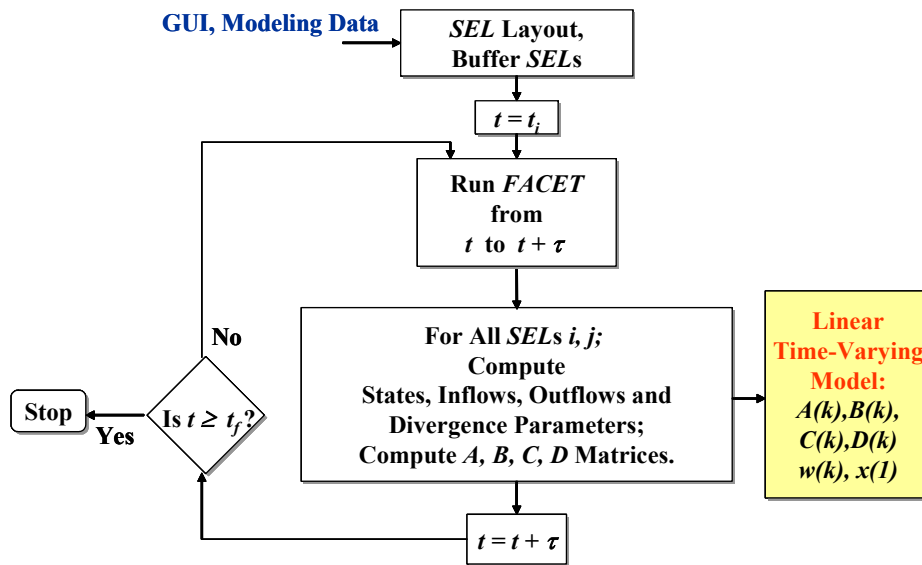 GUI, Modeling Data
SEL Layout,
Buffer SELs
t = t_i
Run FACET
from
t to t + τ
For All SELs i, j;
Compute
States, Inflows, Outflows and
Divergence Parameters;
Compute A, B, C, D Matrices.
Linear
Time-Varying
Model:
A(k),B(k),
C(k),D(k)
w(k), x(1)
t = t + τ
Is t ≥ t_f?
No
Yes
Stop